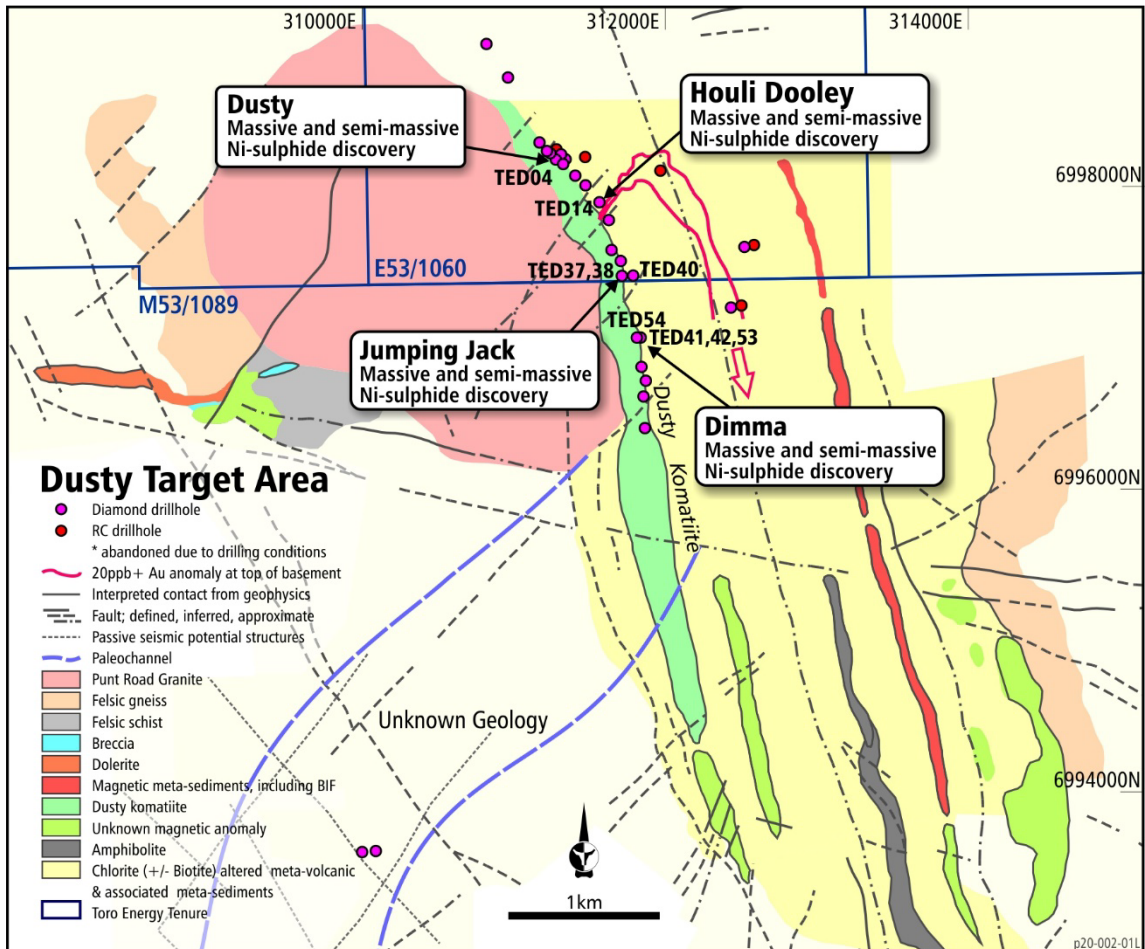 310000E
312000E
314000E
Dusty
Massive and semi-massive
Ni-sulphide discovery
Houli Dooley
Massive and semi-massive
Ni-sulphide discovery
TED04
6998000N
TED14
E53/1060
TED37,38
TED40
M53/1089
TED54
TED41,42,53
Jumping Jack
Massive and semi-massive
Ni-sulphide discovery
Dusty Komatiite
Dimma
Massive and semi-massive
Ni-sulphide discovery
6996000N
Dusty Target Area
Diamond drillhole
RC drillhole
* abandoned due to drilling conditions
20ppb+ Au anomaly at top of basement
Interpreted contact from geophysics
Fault; defined, inferred, approximate
Passive seismic potential structures
Paleochannel
Punt Road Granite
Felsic gneiss
Felsic schist
Breccia
Dolerite
Magnetic meta-sediments, including BIF
Dusty komatiite
Unknown magnetic anomaly
Amphibolite
Chlorite (+/- Biotite) altered meta-volcanic
& associated meta-sediments
Toro Energy Tenure
Unknown Geology
6994000N
1km
p20-002-01L